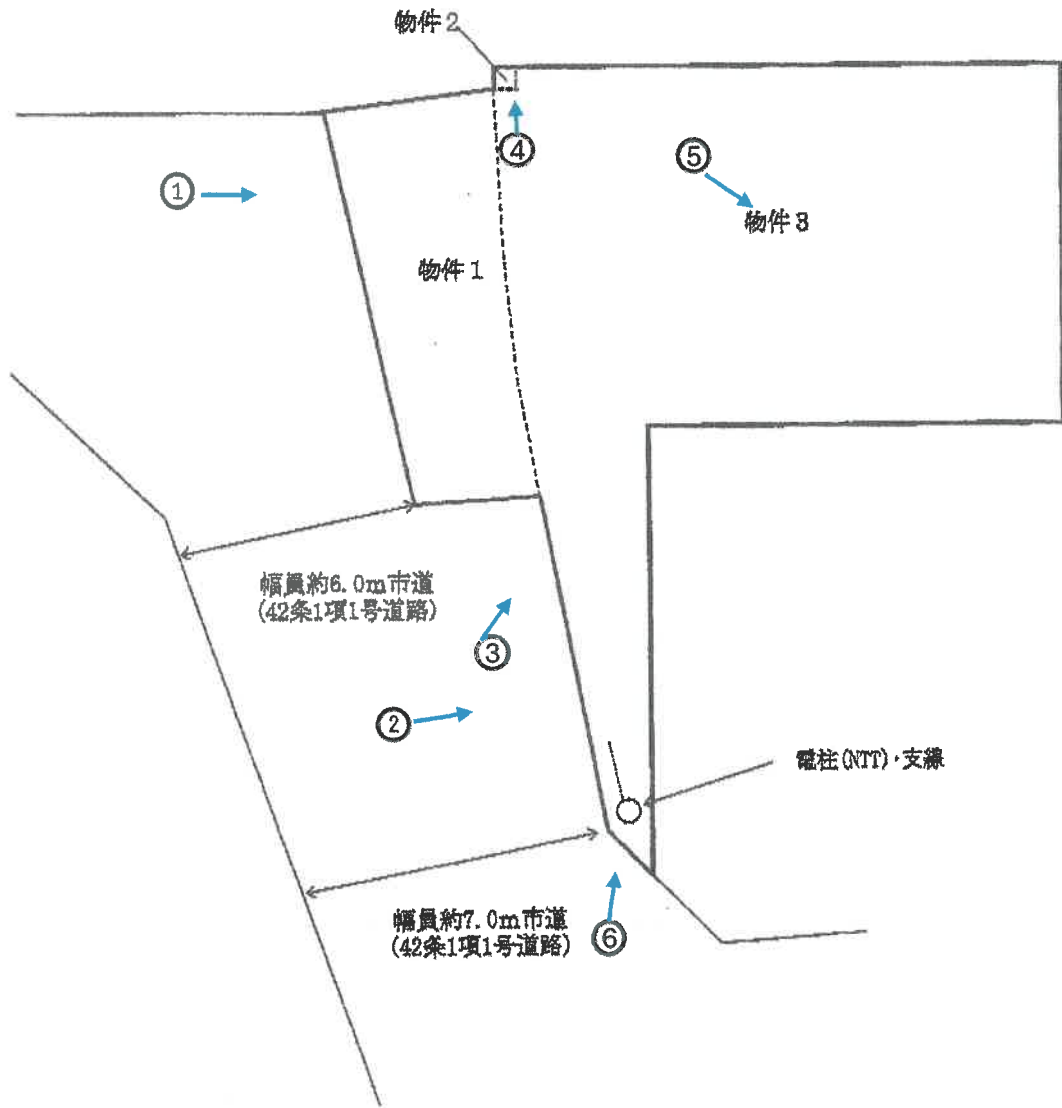 物件2
④
⑤
①
物件3
物件1
幅員約6.0m市道
(42条1項1号道路)
③
②
電柱(NTT)・支線
幅員約7.0m市道
(42条1項1号道路)
⑥